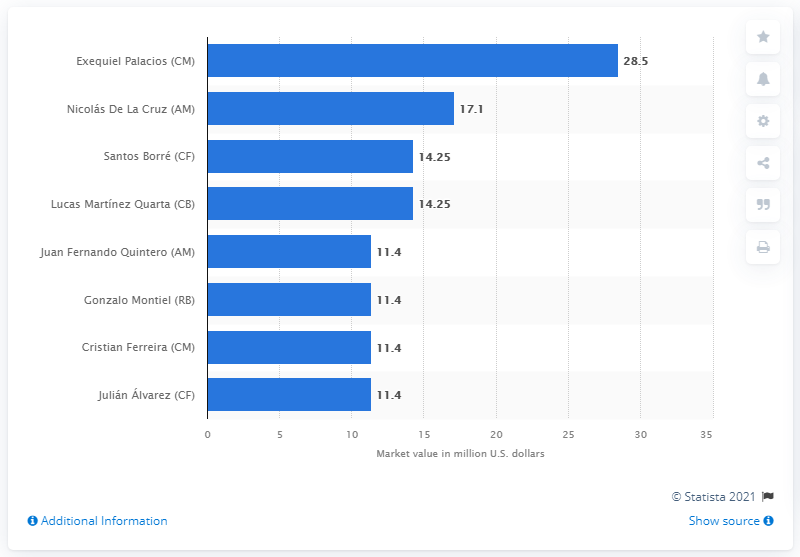 Exequiel Palacios (CM) 28.5
Nicolás De La Cruz (AM) 17.1
Santos Borré (CF) 14.25
Lucas Martínez Quarta (CB) 14.25
Juan Fernando Quintero (AM) 11.4
Gonzalo Montiel (RB) 11.4
Cristian Ferreira (CM) 11.4
Julián Álvarez (CF) 11.4
0 5 10 15 20 25 30 35
Market value in million U.S. dollars
© Statista 2021
Additional Information Show source